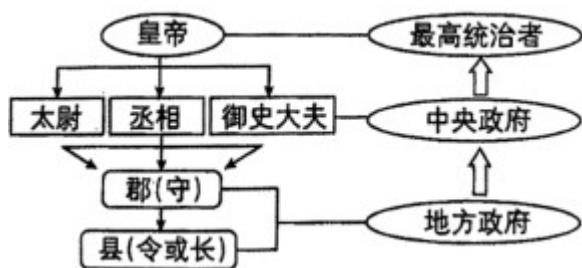 皇帝
最高统治者
太尉
丞相
御史大夫
中央政府
郡(守)
地方政府
县(令或长)